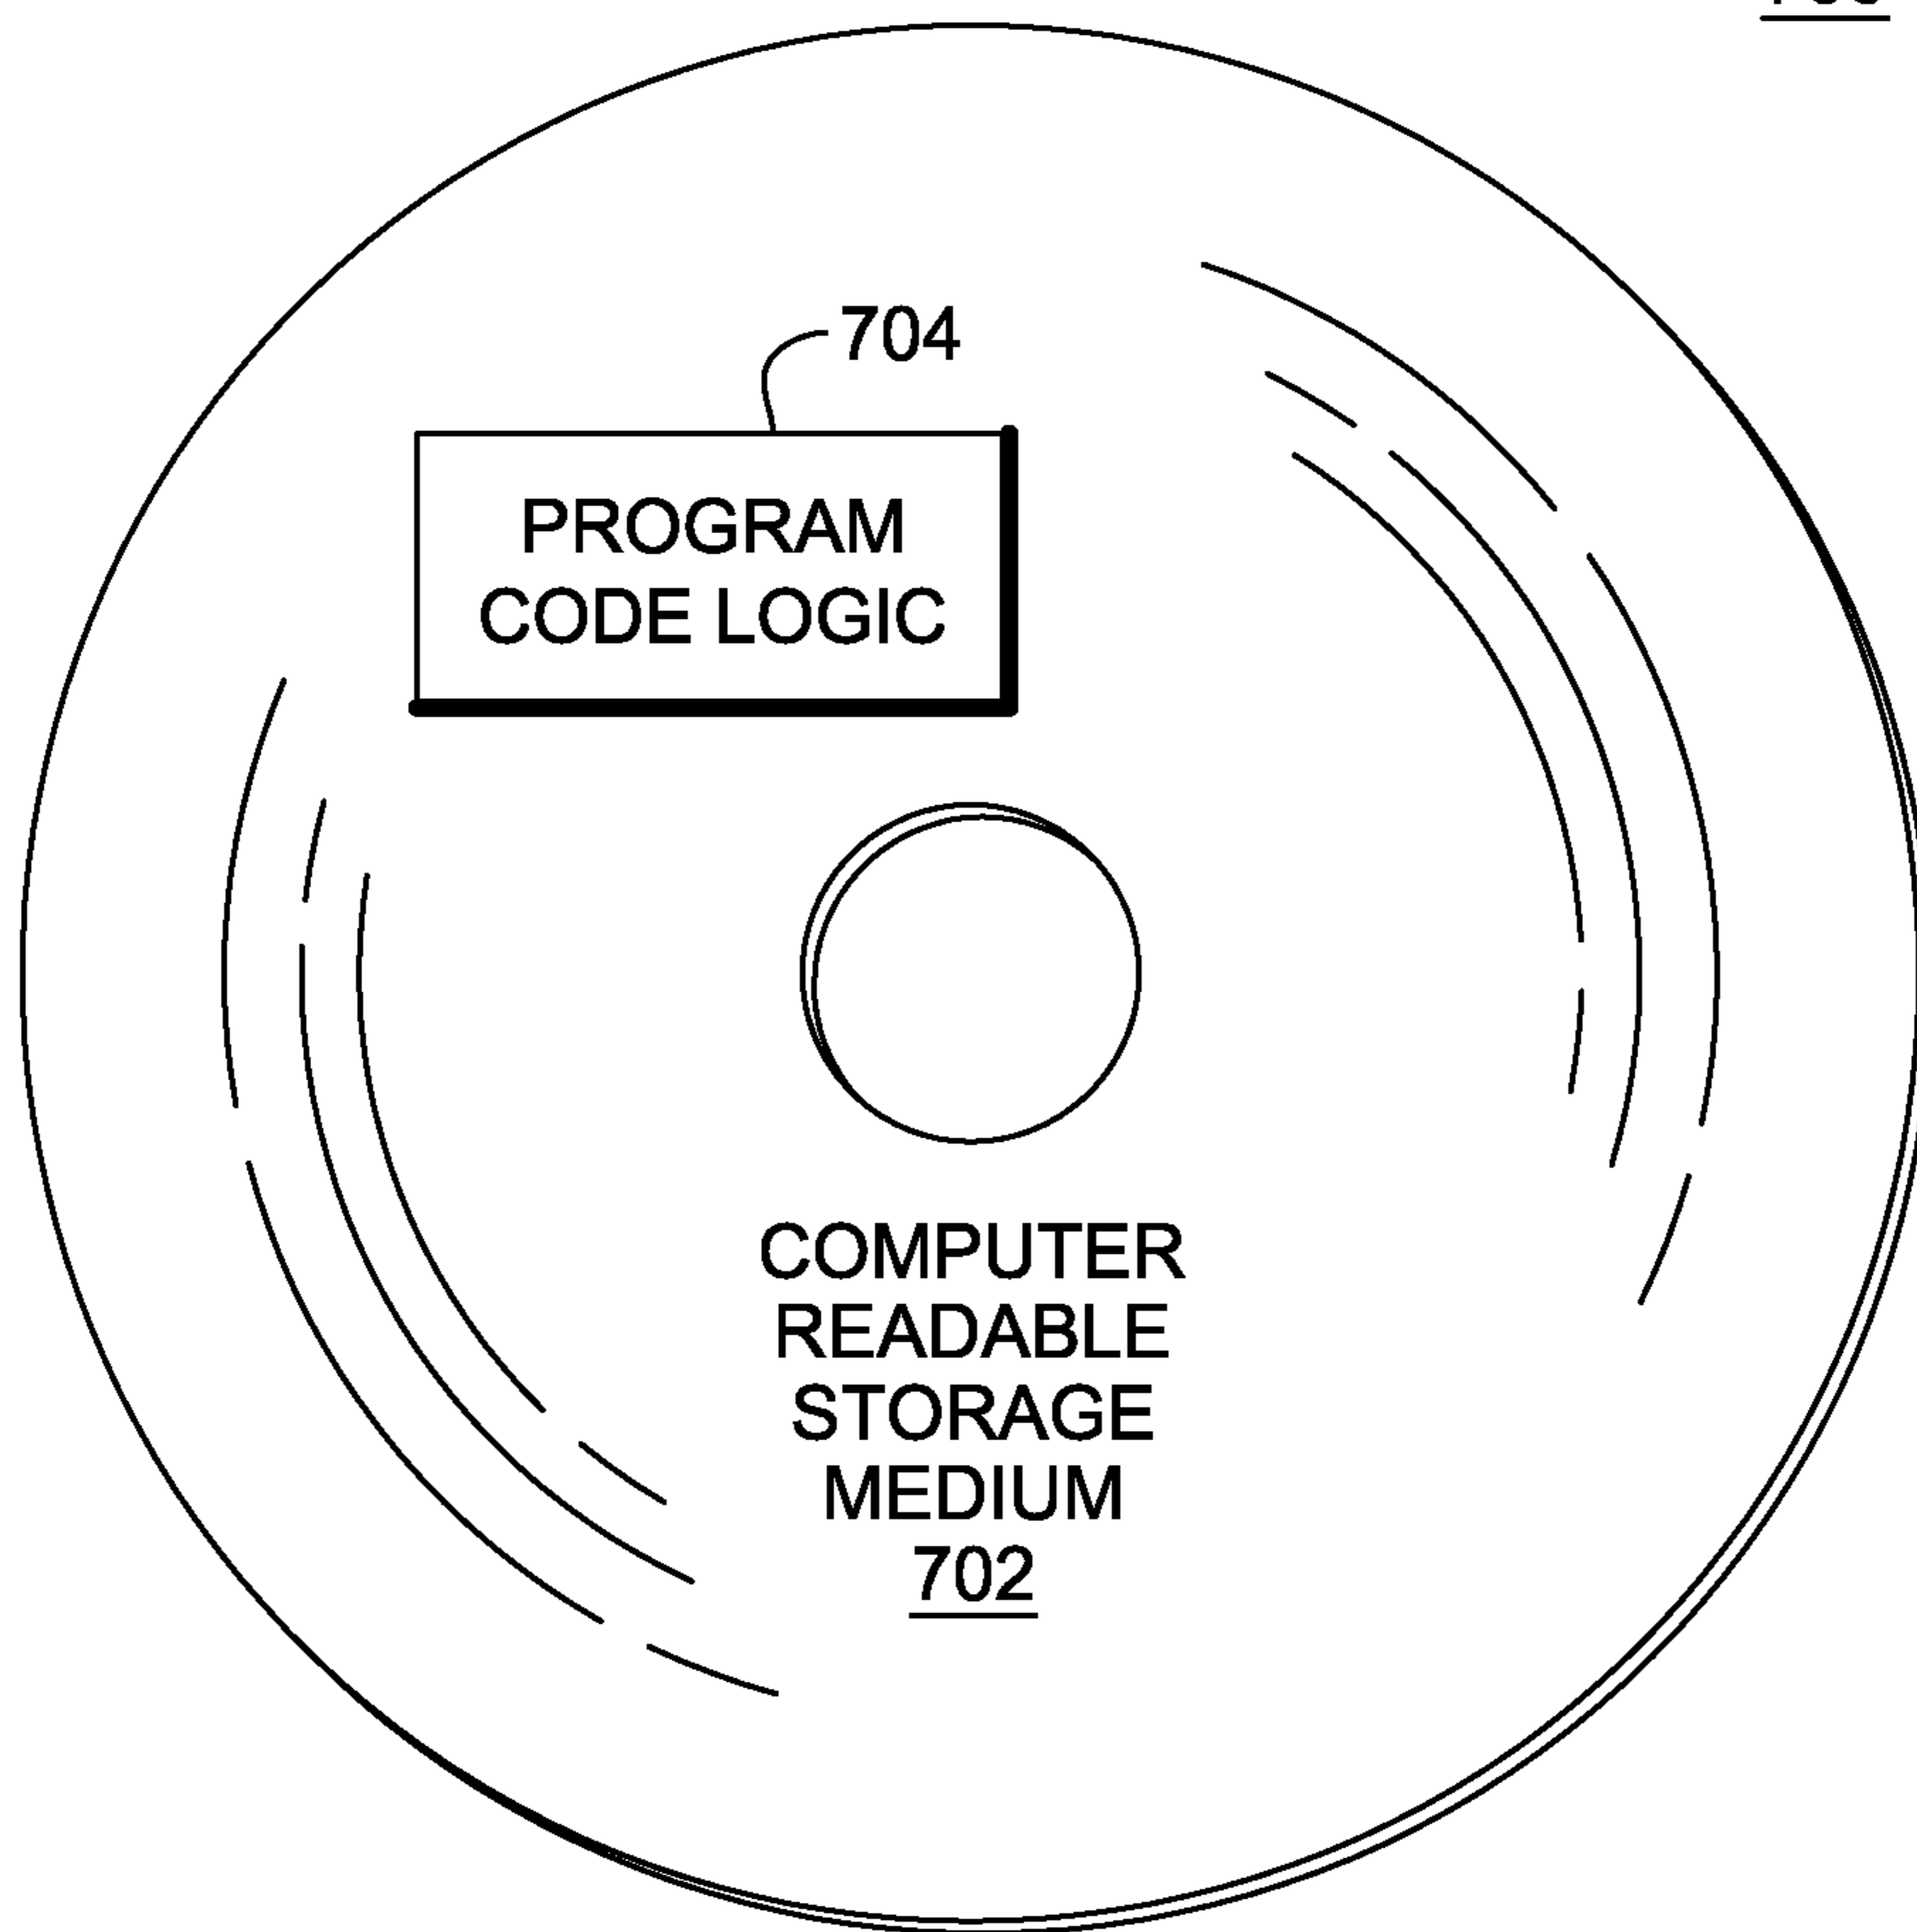 704
PROGRAM
CODE LOGIC
COMPUTER
READABLE
STORAGE
MEDIUM
702